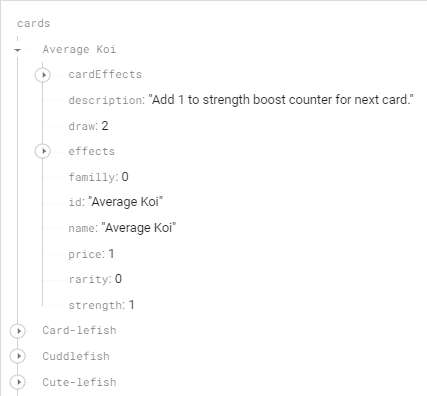 cards
Average Koi
cardEffects
description: "Add 1 to strength boost counter for next card."
draw: 2
effects
familly: 0
id: "Average Koi"
name: "Average Koi"
price: 1
rarity: 0
strength: 1
Card-lefish
Cuddlefish
Cute-lefish